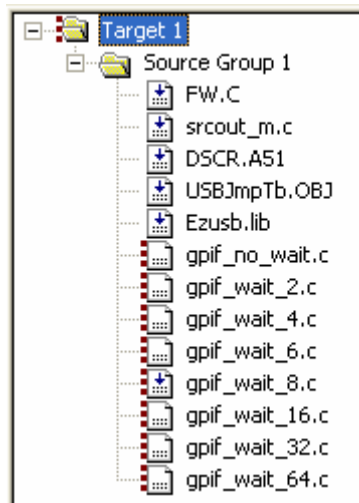 Target 1
Source Group 1
FW.C
srcout_m.c
DSCR.A51
USBJmpTb.OBJ
Ezusb.lib
gpif_no_wait.c
gpif_wait_2.c
gpif_wait_4.c
gpif_wait_6.c
gpif_wait_8.c
gpif_wait_16.c
gpif_wait_32.c
gpif_wait_64.c